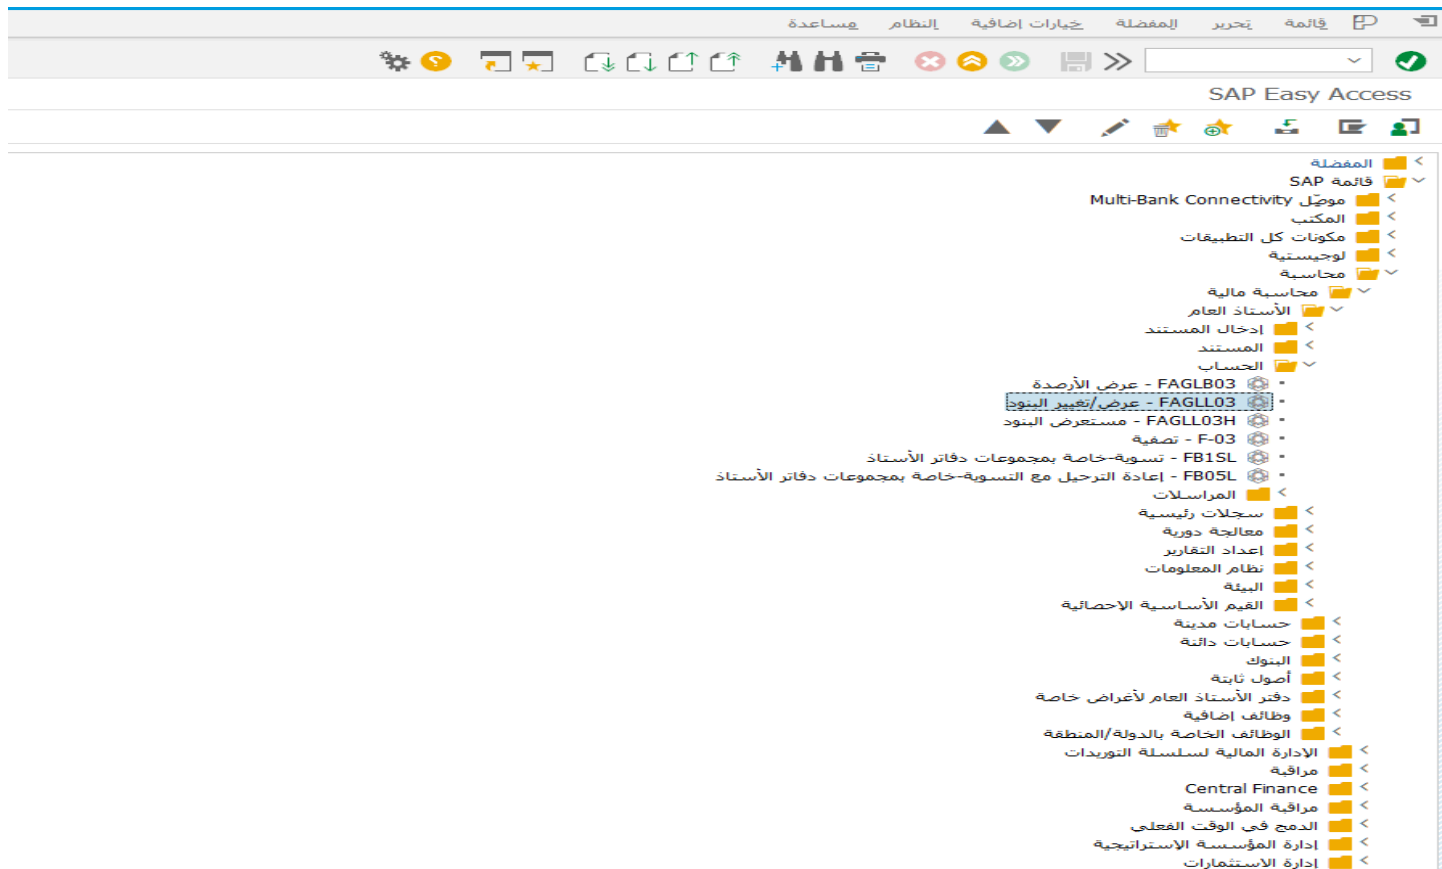 قائمة تحرير المفضلة خيارات إضافية النظام مساعدة
SAP Easy Access
المفضلة
قائمة SAP
موصّل Multi-Bank Connectivity
المكتب
مكونات كل التطبيقات
لوجيستية
محاسبة
محاسبة مالية
الأستاذ العام
إدخال المستند
المستند
الحساب
FAGLB03 - عرض الأرصدة
FAGLL03 - عرض/تغيير البنود
FAGLL03H - مستعرض البنود
F-03 - تصفية
FB1SL - تسوية-خاصة بمجموعات دفاتر الأستاذ
FB05L - إعادة الترحيل مع التسوية-خاصة بمجموعات دفاتر الأستاذ
المراسلات
سجلات رئيسية
معالجة دورية
إعداد التقارير
نظام المعلومات
البيئة
القيم الأساسية الإحصائية
حسابات مدينة
حسابات دائنة
البنوك
أصول ثابتة
دفتر الأستاذ العام لأغراض خاصة
وظائف إضافية
الوظائف الخاصة بالدولة/المنطقة
الإدارة المالية لسلسلة التوريدات
مراقبة
Central Finance
مراقبة المؤسسة
الدمج في الوقت الفعلي
إدارة المؤسسة الإستراتيجية
إدارة الاستثمارات